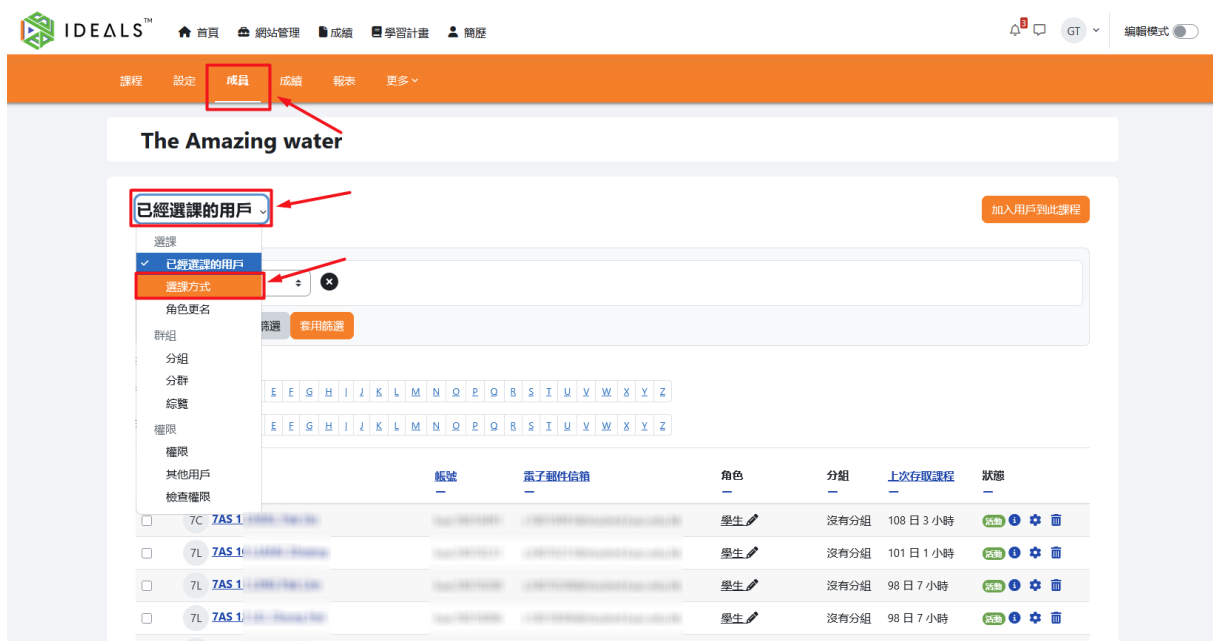 IDEALS™ 首頁 網站管理 成績 學習計畫 簡歷 3 GT 編輯模式
課程 設定 成員 成績 報表 更多
The Amazing water
已經選課的用戶 加入用戶到此課程
選課
已經選課的用戶
選課方式
角色更名
群組 篩選 套用篩選
分組
分群
E F G H I J K L M N O P Q R S T U V W X Y Z
綜覽
權限 E F G H I J K L M N O P Q R S T U V W X Y Z
權限
其他用戶 帳號 電子郵件信箱 角色 分組 上次存取課程 狀態
檢查權限
7C 7AS 1 學生 沒有分組 108 日 3 小時 活動
7L 7AS 1 學生 沒有分組 101 日 1 小時 活動
7L 7AS 1 學生 沒有分組 98 日 7 小時 活動
7L 7AS 1 學生 沒有分組 98 日 7 小時 活動